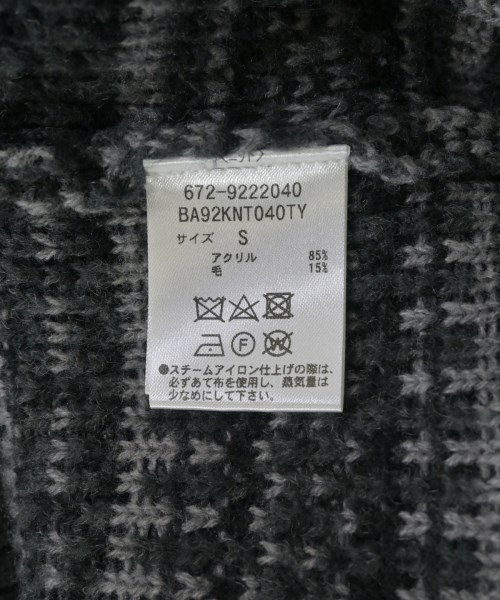 672-9222040
BA92KNT040TY
サイズ S
アクリル 85%
毛 15%
F
W
●スチームアイロン仕上げの際は、
必ずあて布を使用し、蒸気量は
少なめにして下さい。